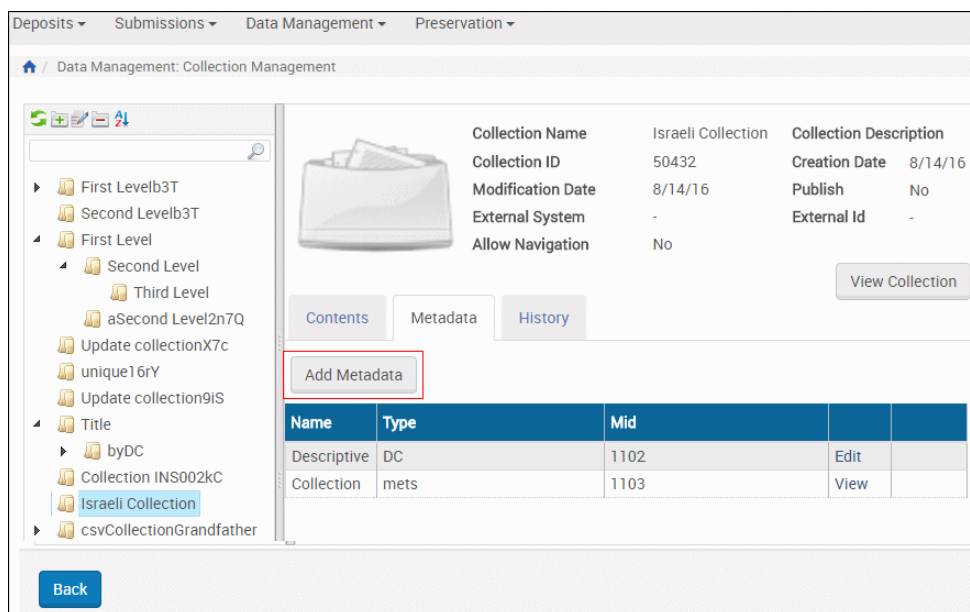 Deposits Submissions Data Management Preservation
/ Data Management: Collection Management
First Levelb3T
Second Levelb3T
First Level
Second Level
Third Level
aSecond Level2n7Q
Update collectionX7c
unique16rY
Update collection9iS
Title
byDC
Collection INS002kC
Israeli Collection
csvCollectionGrandfather
Collection Name Israeli Collection Collection Description
Collection ID 50432 Creation Date 8/14/16
Modification Date 8/14/16 Publish No
External System - External Id -
Allow Navigation No
View Collection
Contents Metadata History
Add Metadata
Name Type Mid
Descriptive DC 1102 Edit
Collection mets 1103 View
Back